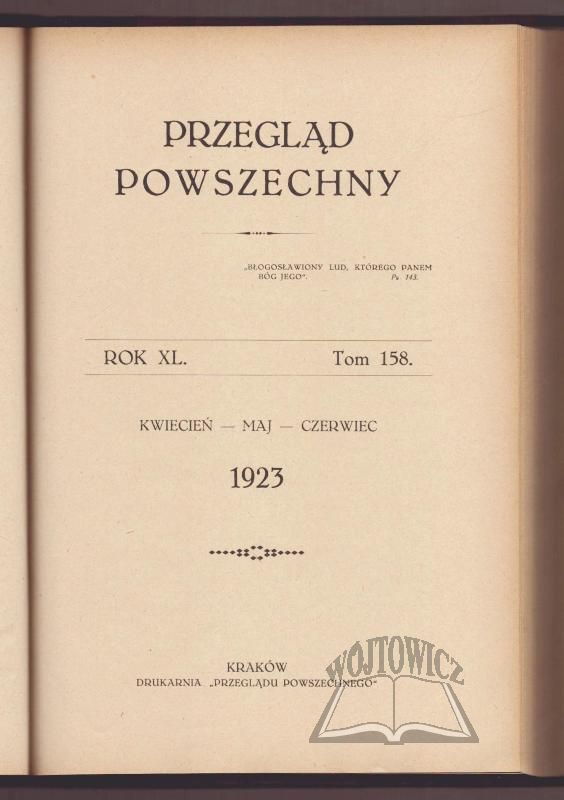 PRZEGLĄD
POWSZECHNY
„BŁOGOSŁAWIONY LUD, KTÓREGO PANEM
BÓG JEGO“. Ps. 143.
ROK XL. Tom 158.
KWIECIEŃ — MAJ — CZERWIEC
1923
KRAKÓW
DRUKARNIA „PRZEGLĄDU POWSZECHNEGO“
WÓJTOWICZ